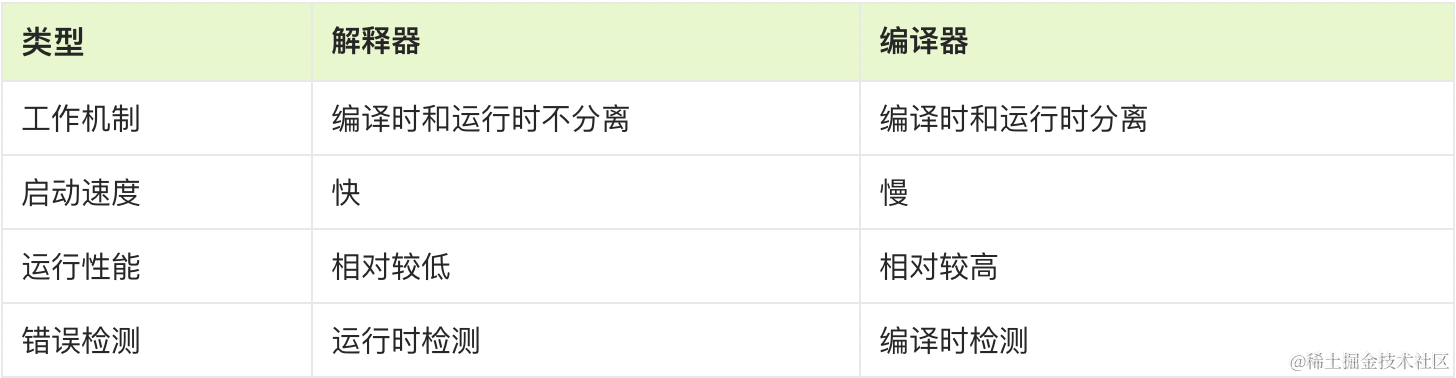 类型 解释器 编译器
工作机制 编译时和运行时不分离 编译时和运行时分离
启动速度 快 慢
运行性能 相对较低 相对较高
错误检测 运行时检测 编译时检测
@稀土掘金技术社区